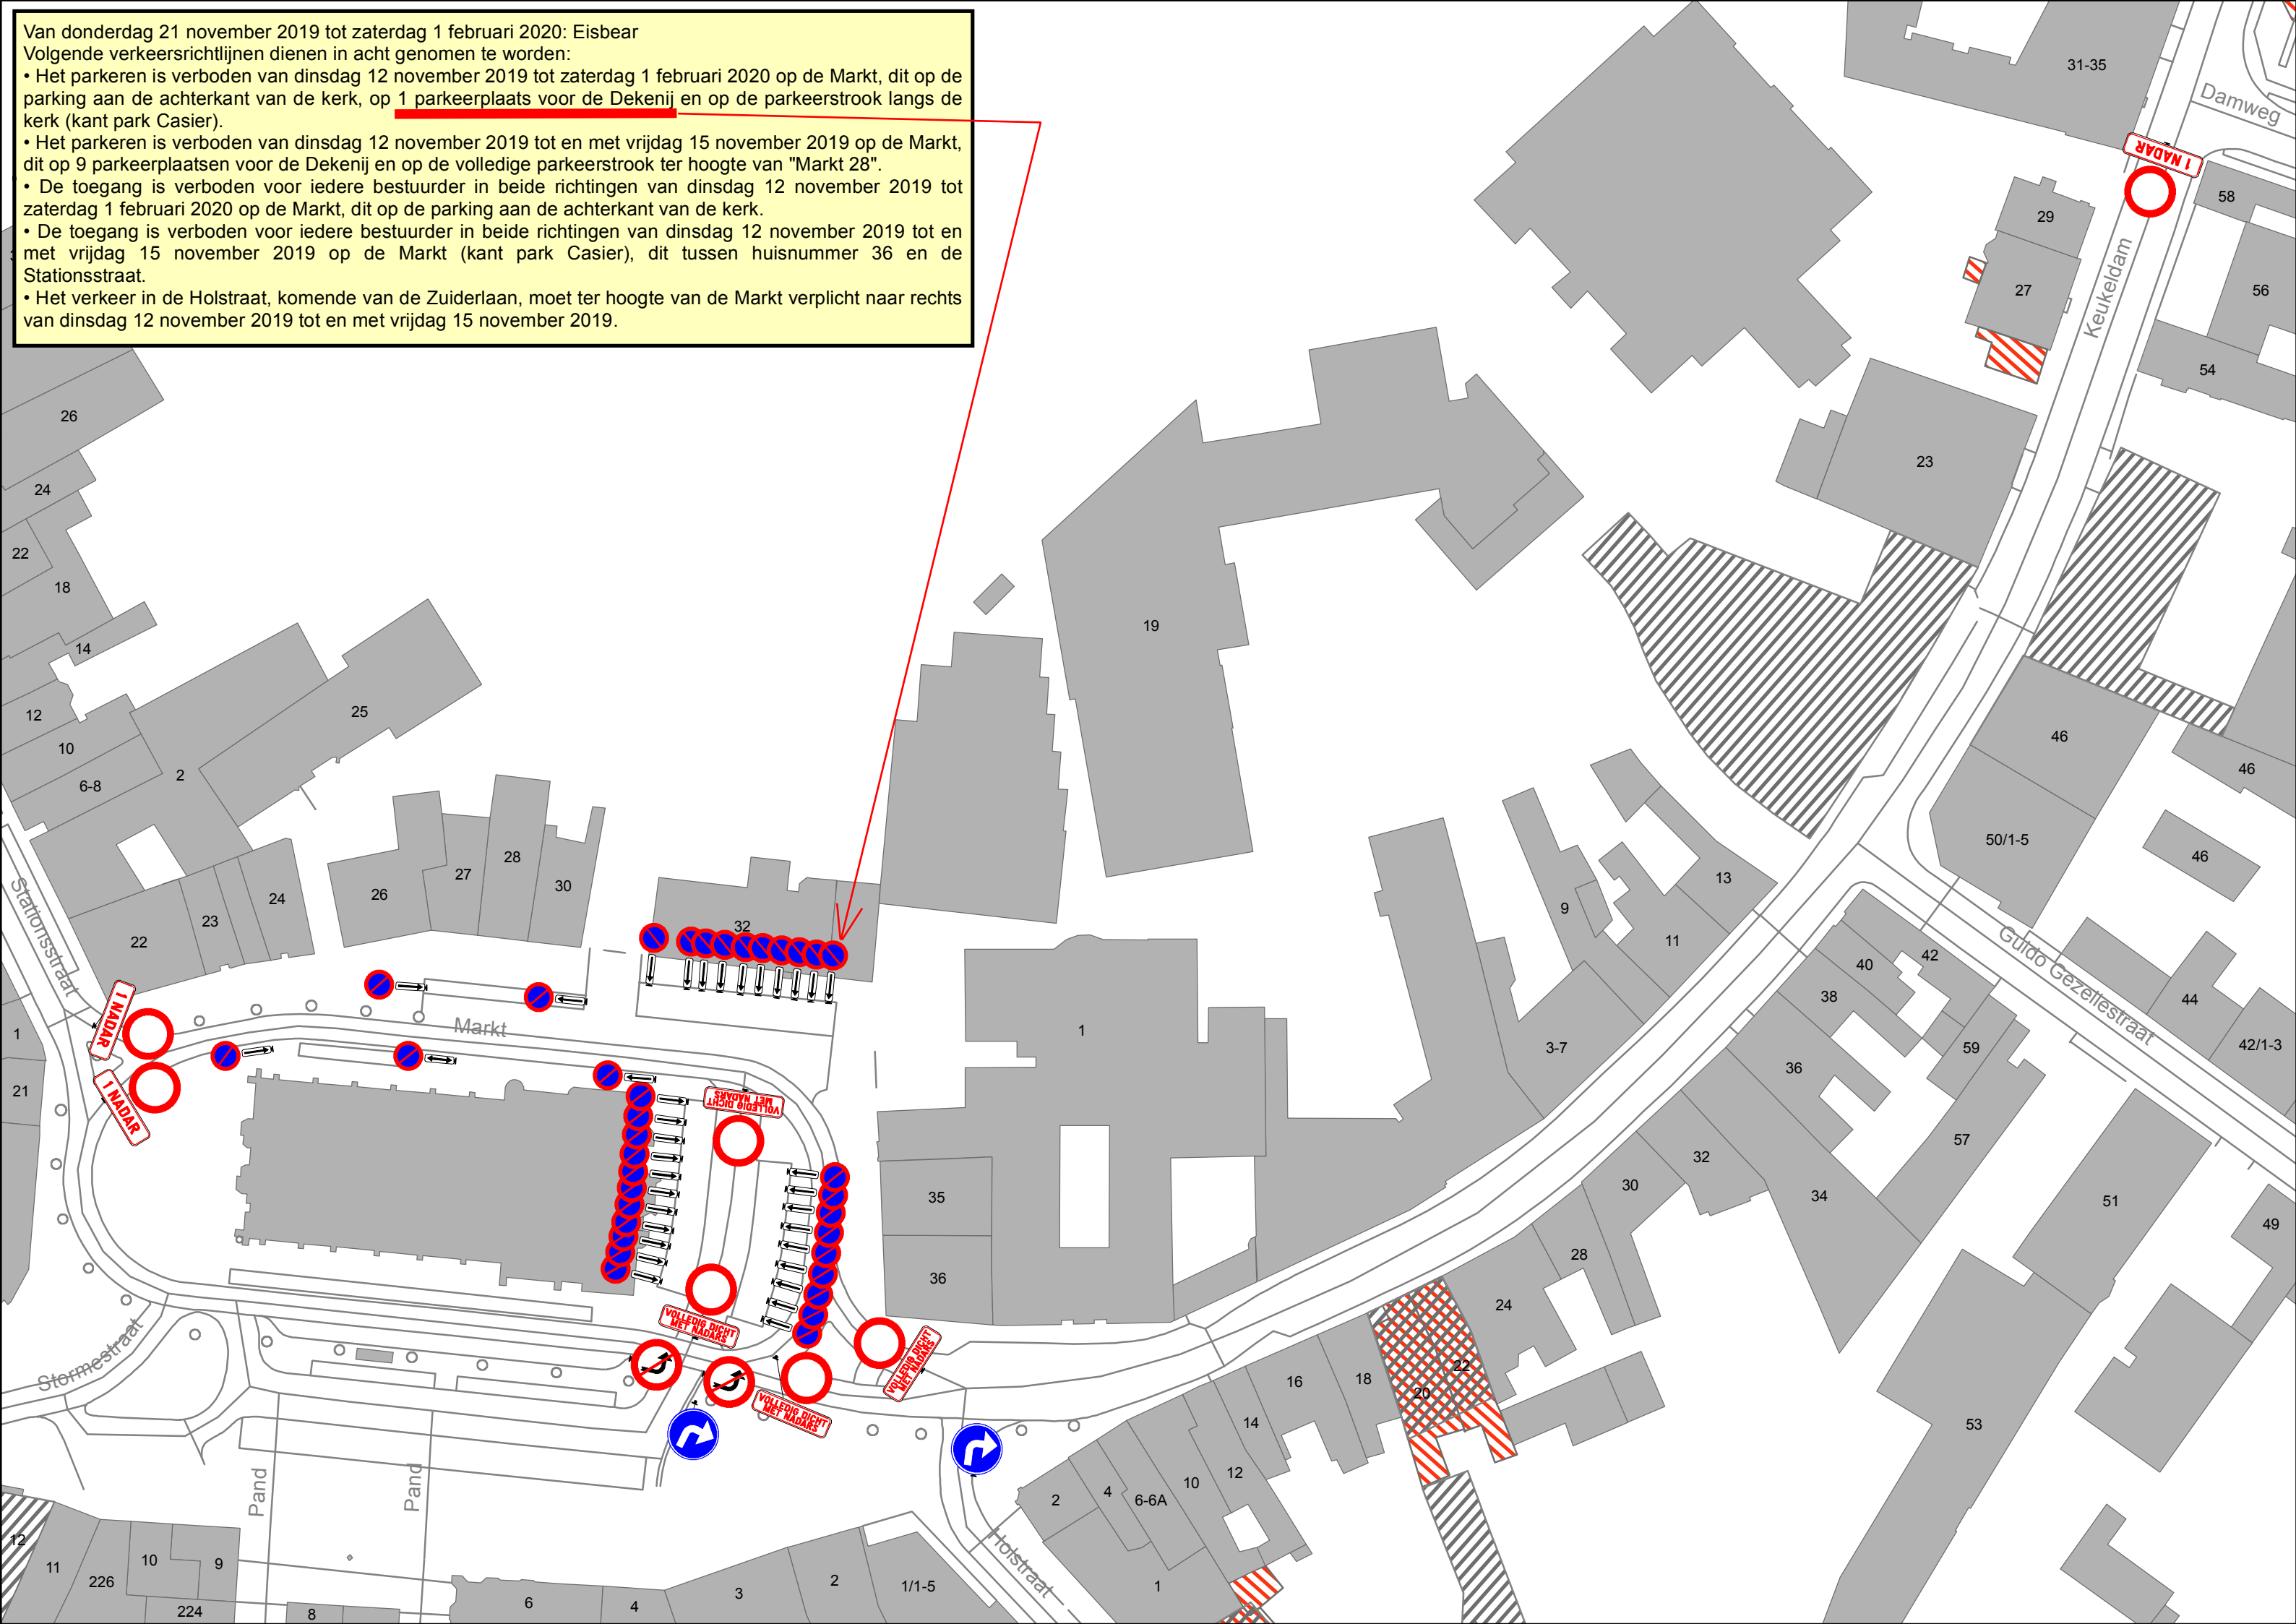 Van donderdag 21 november 2019 tot zaterdag 1 februari 2020: Eisbear
Volgende verkeersrichtlijnen dienen in acht genomen te worden:
• Het parkeren is verboden van dinsdag 12 november 2019 tot zaterdag 1 februari 2020 op de Markt, dit op de
parking aan de achterkant van de kerk, op 1 parkeerplaats voor de Dekenij en op de parkeerstrook langs de
kerk (kant park Casier).
• Het parkeren is verboden van dinsdag 12 november 2019 tot en met vrijdag 15 november 2019 op de Markt,
dit op 9 parkeerplaatsen voor de Dekenij en op de volledige parkeerstrook ter hoogte van "Markt 28".
• De toegang is verboden voor iedere bestuurder in beide richtingen van dinsdag 12 november 2019 tot
zaterdag 1 februari 2020 op de Markt, dit op de parking aan de achterkant van de kerk.
• De toegang is verboden voor iedere bestuurder in beide richtingen van dinsdag 12 november 2019 tot en
met vrijdag 15 november 2019 op de Markt (kant park Casier), dit tussen huisnummer 36 en de
Stationsstraat.
• Het verkeer in de Holstraat, komende van de Zuiderlaan, moet ter hoogte van de Markt verplicht naar rechts
van dinsdag 12 november 2019 tot en met vrijdag 15 november 2019.
31-35
Damweg
1 NADAR
58
29
27
Keukeldam
56
54
26
23
24
22
18
19
14
12
25
10
6-8
2
46
46
50/1-5
46
28
27
26
30
24
23
22
Stationsstraat
32
13
9
11
42
40
38
Guido Gezellestraat
44
42/1-3
1 NADAR
Markt
1
1
3-7
59
36
21
1 NADAR
VOLLEDIG DICHT
MET NADARS
57
32
30
34
35
51
49
36
28
24
VOLLEDIG DICHT
MET NADARS
VOLLEDIG DICHT
MET NADARS
VOLLEDIG DICHT
MET NADARS
Stormestraat
22
20
18
16
14
12
10
6-6A
4
2
53
Pand
Pand
12
11
226
10
9
224
8
6
4
3
2
1/1-5
Holstraat
1